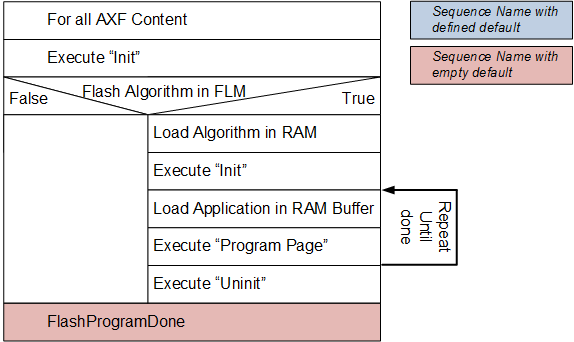 For all AXF Content
Execute “Init”
Flash Algorithm in FLM
False
True
Load Algorithm in RAM
Execute “Init”
Load Application in RAM Buffer
Execute “Program Page”
Execute “Uninit”
FlashProgramDone
Repeat
Until
done
Sequence Name with
defined default
Sequence Name with
empty default